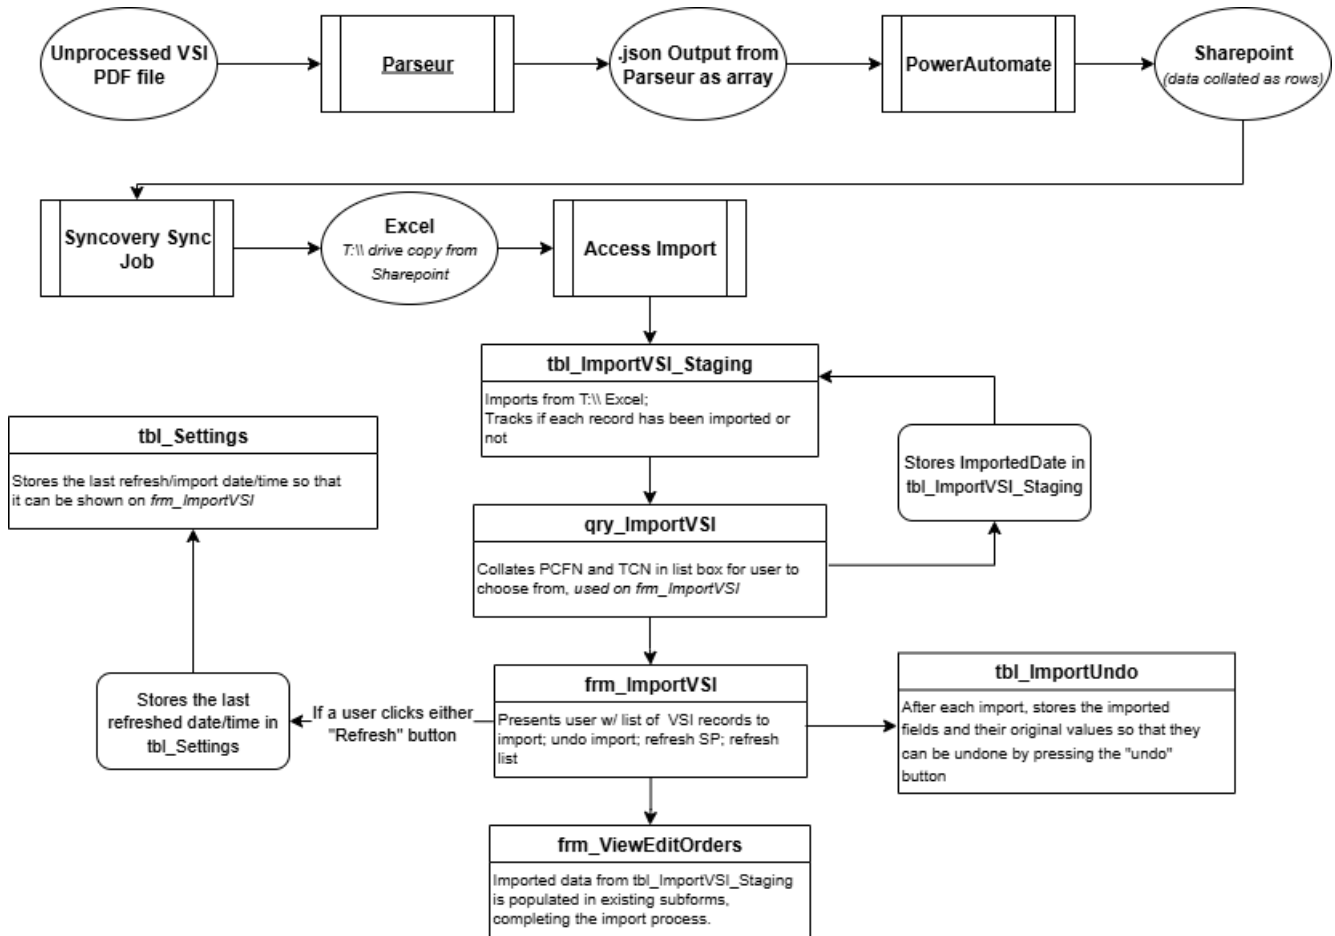 Unprocessed VSI
PDF file
Parseur
.json Output from
Parseur as array
PowerAutomate
Sharepoint
(data collated as rows)
Syncovery Sync
Job
Excel
T:\\ drive copy from
Sharepoint
Access Import
tbl_ImportVSI_Staging
Imports from T:\\ Excel;
Tracks if each record has been imported or
not
tbl_Settings
Stores the last refresh/import date/time so that
it can be shown on frm_ImportVSI
Stores ImportedDate in
tbl_ImportVSI_Staging
qry_ImportVSI
Collates PCFN and TCN in list box for user to
choose from, used on frm_ImportVSI
Stores the last
refreshed date/time in
tbl_Settings
If a user clicks either
"Refresh" button
frm_ImportVSI
Presents user w/ list of VSI records to
import; undo import; refresh SP; refresh
list
tbl_ImportUndo
After each import, stores the imported
fields and their original values so that they
can be undone by pressing the "undo"
button
frm_ViewEditOrders
Imported data from tbl_ImportVSI_Staging
is populated in existing subforms,
completing the import process.